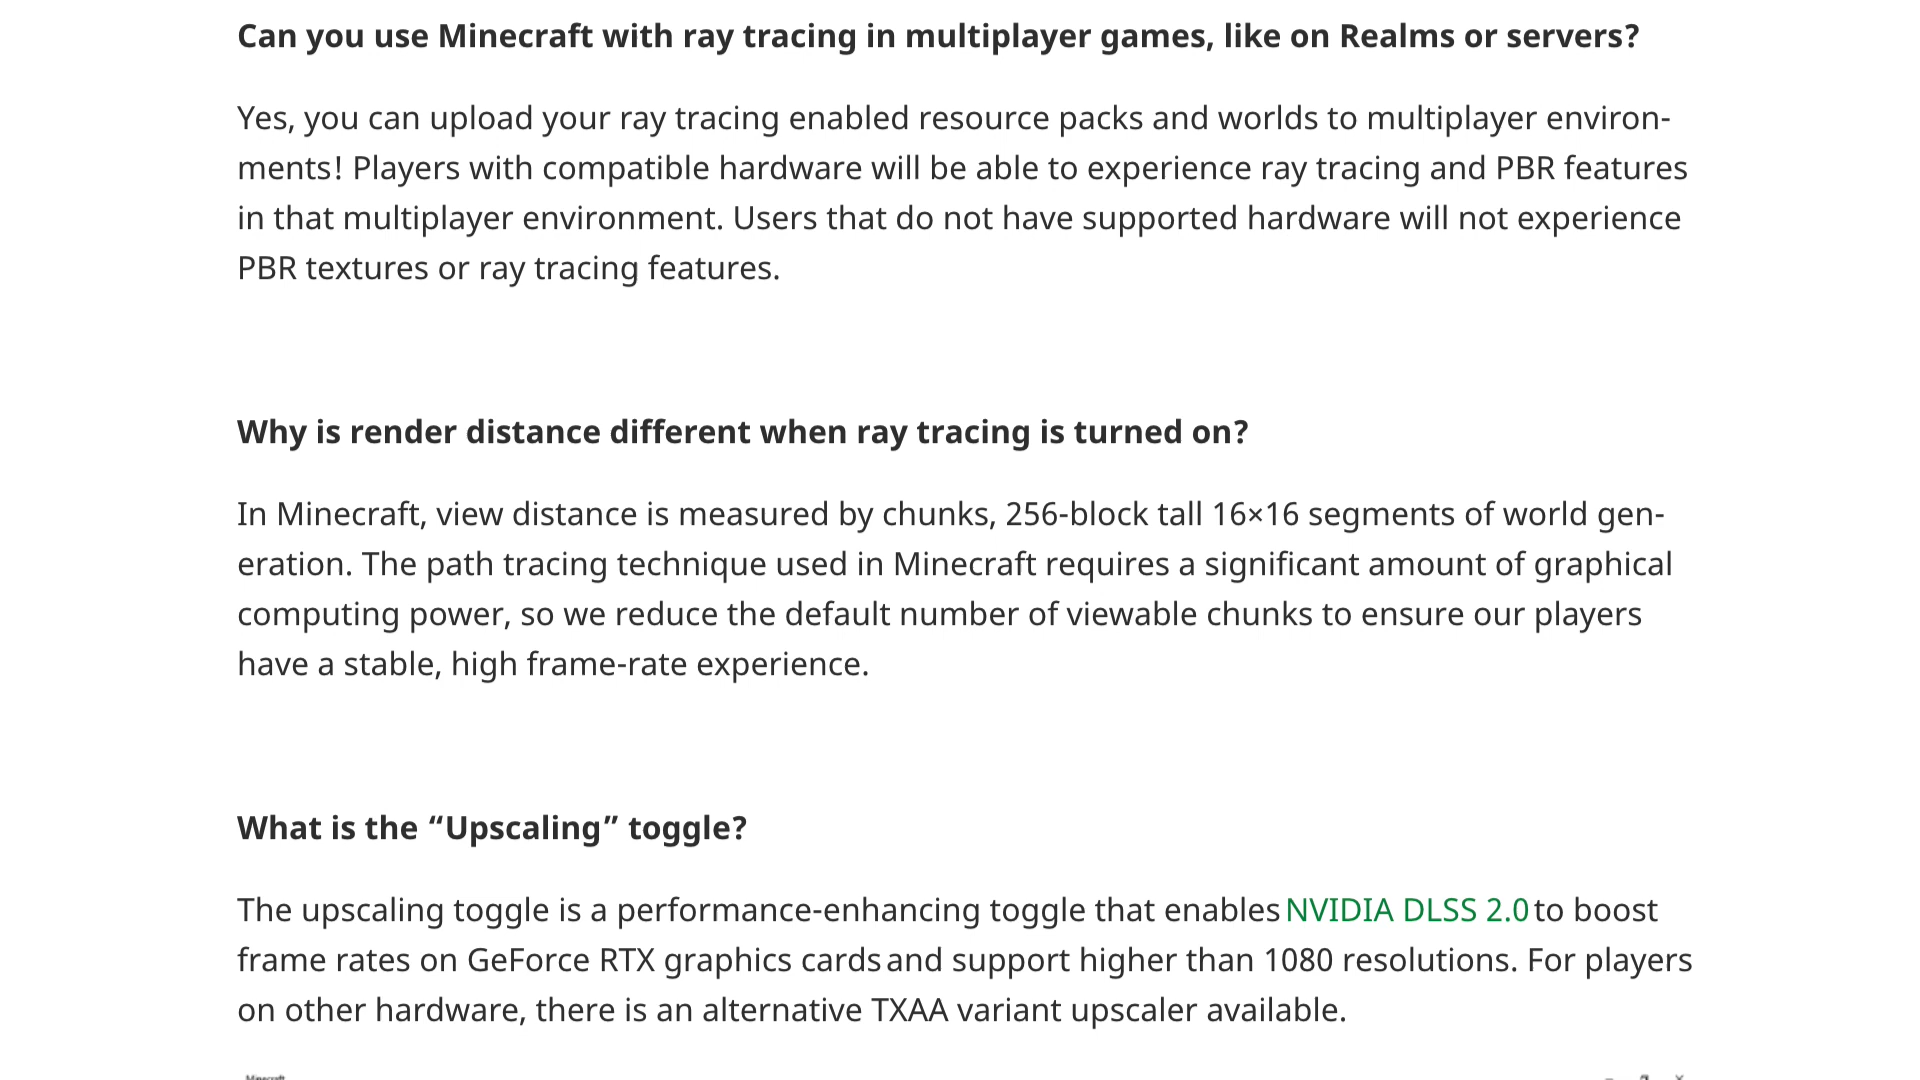 Can you use Minecraft with ray tracing in multiplayer games, like on Realms or servers?
Yes, you can upload your ray tracing enabled resource packs and worlds to multiplayer environ-
ments! Players with compatible hardware will be able to experience ray tracing and PBR features
in that multiplayer environment. Users that do not have supported hardware will not experience
PBR textures or ray tracing features.
Why is render distance different when ray tracing is turned on?
In Minecraft, view distance is measured by chunks, 256-block tall 16×16 segments of world gen-
eration. The path tracing technique used in Minecraft requires a significant amount of graphical
computing power, so we reduce the default number of viewable chunks to ensure our players
have a stable, high frame-rate experience.
What is the “Upscaling” toggle?
The upscaling toggle is a performance-enhancing toggle that enables NVIDIA DLSS 2.0 to boost
frame rates on GeForce RTX graphics cards and support higher than 1080 resolutions. For players
on other hardware, there is an alternative TXAA variant upscaler available.
Minecraft